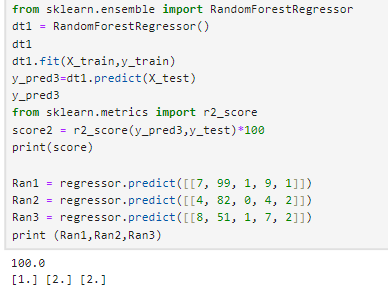 from sklearn.ensemble import RandomForestRegressor
dt1 = RandomForestRegressor()
dt1
dt1.fit(X_train,y_train)
y_pred3=dt1.predict(X_test)
y_pred3
from sklearn.metrics import r2_score
score2 = r2_score(y_pred3,y_test)*100
print(score)
Ran1 = regressor.predict([[7, 99, 1, 9, 1]])
Ran2 = regressor.predict([[4, 82, 0, 4, 2]])
Ran3 = regressor.predict([[8, 51, 1, 7, 2]])
print (Ran1,Ran2,Ran3)
100.0
[1.] [2.] [2.]